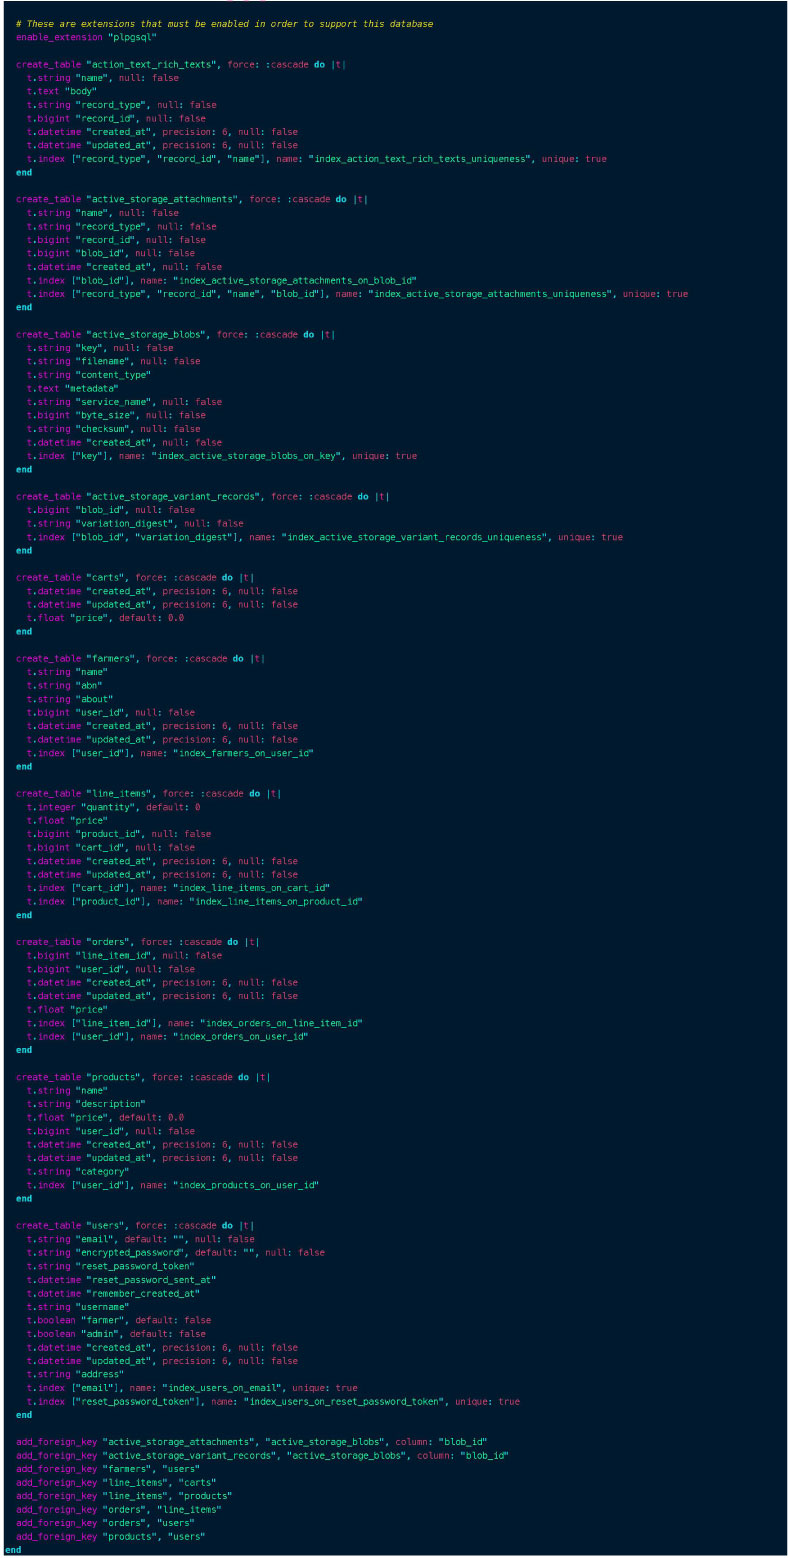 # These are extensions that must be enabled in order to support this database
enable_extension "plpgsql"
create_table "action_text_rich_texts", force: :cascade do |t|
t.string "name", null: false
t.text "body"
t.string "record_type", null: false
t.bigint "record_id", null: false
t.datetime "created_at", precision: 6, null: false
t.datetime "updated_at", precision: 6, null: false
t.index ["record_type", "record_id", "name"], name: "index_action_text_rich_texts_uniqueness", unique: true
end
create_table "active_storage_attachments", force: :cascade do |t|
t.string "name", null: false
t.string "record_type", null: false
t.bigint "record_id", null: false
t.bigint "blob_id", null: false
t.datetime "created_at", null: false
t.index ["blob_id"], name: "index_active_storage_attachments_on_blob_id"
t.index ["record_type", "record_id", "name", "blob_id"], name: "index_active_storage_attachments_uniqueness", unique: true
end
create_table "active_storage_blobs", force: :cascade do |t|
t.string "key", null: false
t.string "filename", null: false
t.string "content_type"
t.text "metadata"
t.string "service_name", null: false
t.bigint "byte_size", null: false
t.string "checksum", null: false
t.datetime "created_at", null: false
t.index ["key"], name: "index_active_storage_blobs_on_key", unique: true
end
create_table "active_storage_variant_records", force: :cascade do |t|
t.bigint "blob_id", null: false
t.string "variation_digest", null: false
t.index ["blob_id", "variation_digest"], name: "index_active_storage_variant_records_uniqueness", unique: true
end
create_table "carts", force: :cascade do |t|
t.datetime "created_at", precision: 6, null: false
t.datetime "updated_at", precision: 6, null: false
t.float "price", default: 0.0
end
create_table "farmers", force: :cascade do |t|
t.string "name"
t.string "abn"
t.string "about"
t.bigint "user_id", null: false
t.datetime "created_at", precision: 6, null: false
t.datetime "updated_at", precision: 6, null: false
t.index ["user_id"], name: "index_farmers_on_user_id"
end
create_table "line_items", force: :cascade do |t|
t.integer "quantity", default: 0
t.float "price"
t.bigint "product_id", null: false
t.bigint "cart_id", null: false
t.datetime "created_at", precision: 6, null: false
t.datetime "updated_at", precision: 6, null: false
t.index ["cart_id"], name: "index_line_items_on_cart_id"
t.index ["product_id"], name: "index_line_items_on_product_id"
end
create_table "orders", force: :cascade do |t|
t.bigint "line_item_id", null: false
t.bigint "user_id", null: false
t.datetime "created_at", precision: 6, null: false
t.datetime "updated_at", precision: 6, null: false
t.float "price"
t.index ["line_item_id"], name: "index_orders_on_line_item_id"
t.index ["user_id"], name: "index_orders_on_user_id"
end
create_table "products", force: :cascade do |t|
t.string "name"
t.string "description"
t.float "price", default: 0.0
t.bigint "user_id", null: false
t.datetime "created_at", precision: 6, null: false
t.datetime "updated_at", precision: 6, null: false
t.string "category"
t.index ["user_id"], name: "index_products_on_user_id"
end
create_table "users", force: :cascade do |t|
t.string "email", default: "", null: false
t.string "encrypted_password", default: "", null: false
t.string "reset_password_token"
t.datetime "reset_password_sent_at"
t.datetime "remember_created_at"
t.string "username"
t.boolean "farmer", default: false
t.boolean "admin", default: false
t.datetime "created_at", precision: 6, null: false
t.datetime "updated_at", precision: 6, null: false
t.string "address"
t.index ["email"], name: "index_users_on_email", unique: true
t.index ["reset_password_token"], name: "index_users_on_reset_password_token", unique: true
end
add_foreign_key "active_storage_attachments", "active_storage_blobs", column: "blob_id"
add_foreign_key "active_storage_variant_records", "active_storage_blobs", column: "blob_id"
add_foreign_key "farmers", "users"
add_foreign_key "line_items", "carts"
add_foreign_key "line_items", "products"
add_foreign_key "orders", "line_items"
add_foreign_key "orders", "users"
add_foreign_key "products", "users"
end